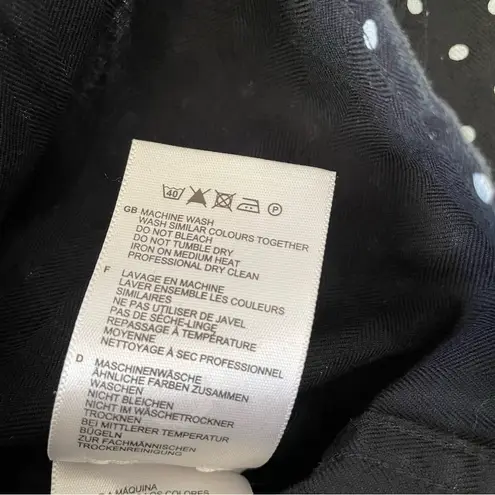 40 P
GB MACHINE WASH
WASH SIMILAR COLOURS TOGETHER
DO NOT BLEACH
DO NOT TUMBLE DRY
IRON ON MEDIUM HEAT
PROFESSIONAL DRY CLEAN
F LAVAGE EN MACHINE
LAVER ENSEMBLE LES COULEURS
SIMILAIRES
NE PAS UTILISER DE JAVEL
PAS DE SÈCHE-LINGE
REPASSAGE À TEMPÉRATURE
MOYENNE
NETTOYAGE À SEC PROFESSIONNEL
D MASCHINENWÄSCHE
ÄHNLICHE FARBEN ZUSAMMEN
WASCHEN
NICHT BLEICHEN
NICHT IM WÄSCHETROCKNER
TROCKNEN
BEI MITTLERER TEMPERATUR
BÜGELN
ZUR FACHMÄNNISCHEN
TROCKENREINIGUNG
MÁQUINA
LOS COLORES